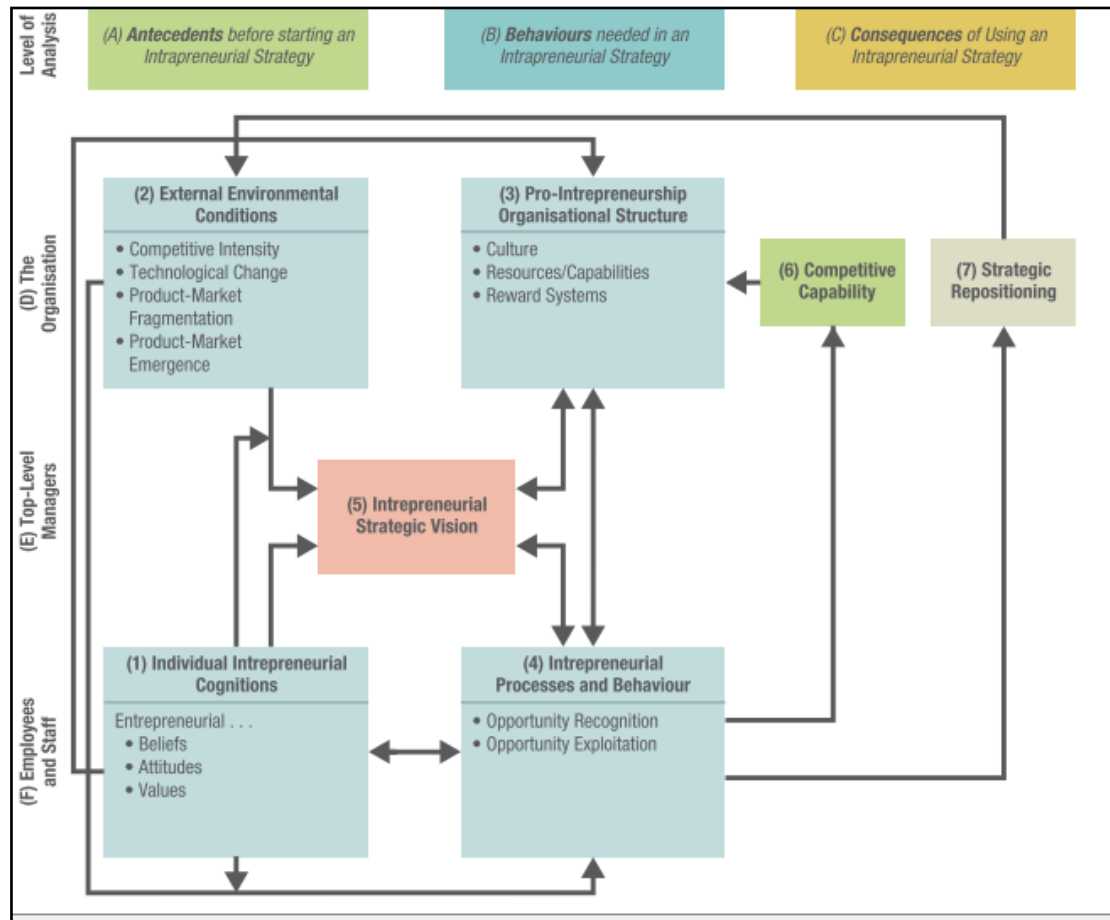 Level of
Analysis
(A) Antecedents before starting an
Intrapreneurial Strategy
(B) Behaviours needed in an
Intrapreneurial Strategy
(C) Consequences of Using an
Intrapreneurial Strategy
(D) The
Organisation
(2) External Environmental
Conditions
• Competitive Intensity
• Technological Change
• Product-Market
Fragmentation
• Product-Market
Emergence
(3) Pro-Intrepreneurship
Organisational Structure
• Culture
• Resources/Capabilities
• Reward Systems
(6) Competitive
Capability
(7) Strategic
Repositioning
(E) Top-Level
Managers
(5) Intrepreneurial
Strategic Vision
(F) Employees
and Staff
(1) Individual Intrepreneurial
Cognitions
Entrepreneurial . . .
• Beliefs
• Attitudes
• Values
(4) Intrepreneurial
Processes and Behaviour
• Opportunity Recognition
• Opportunity Exploitation